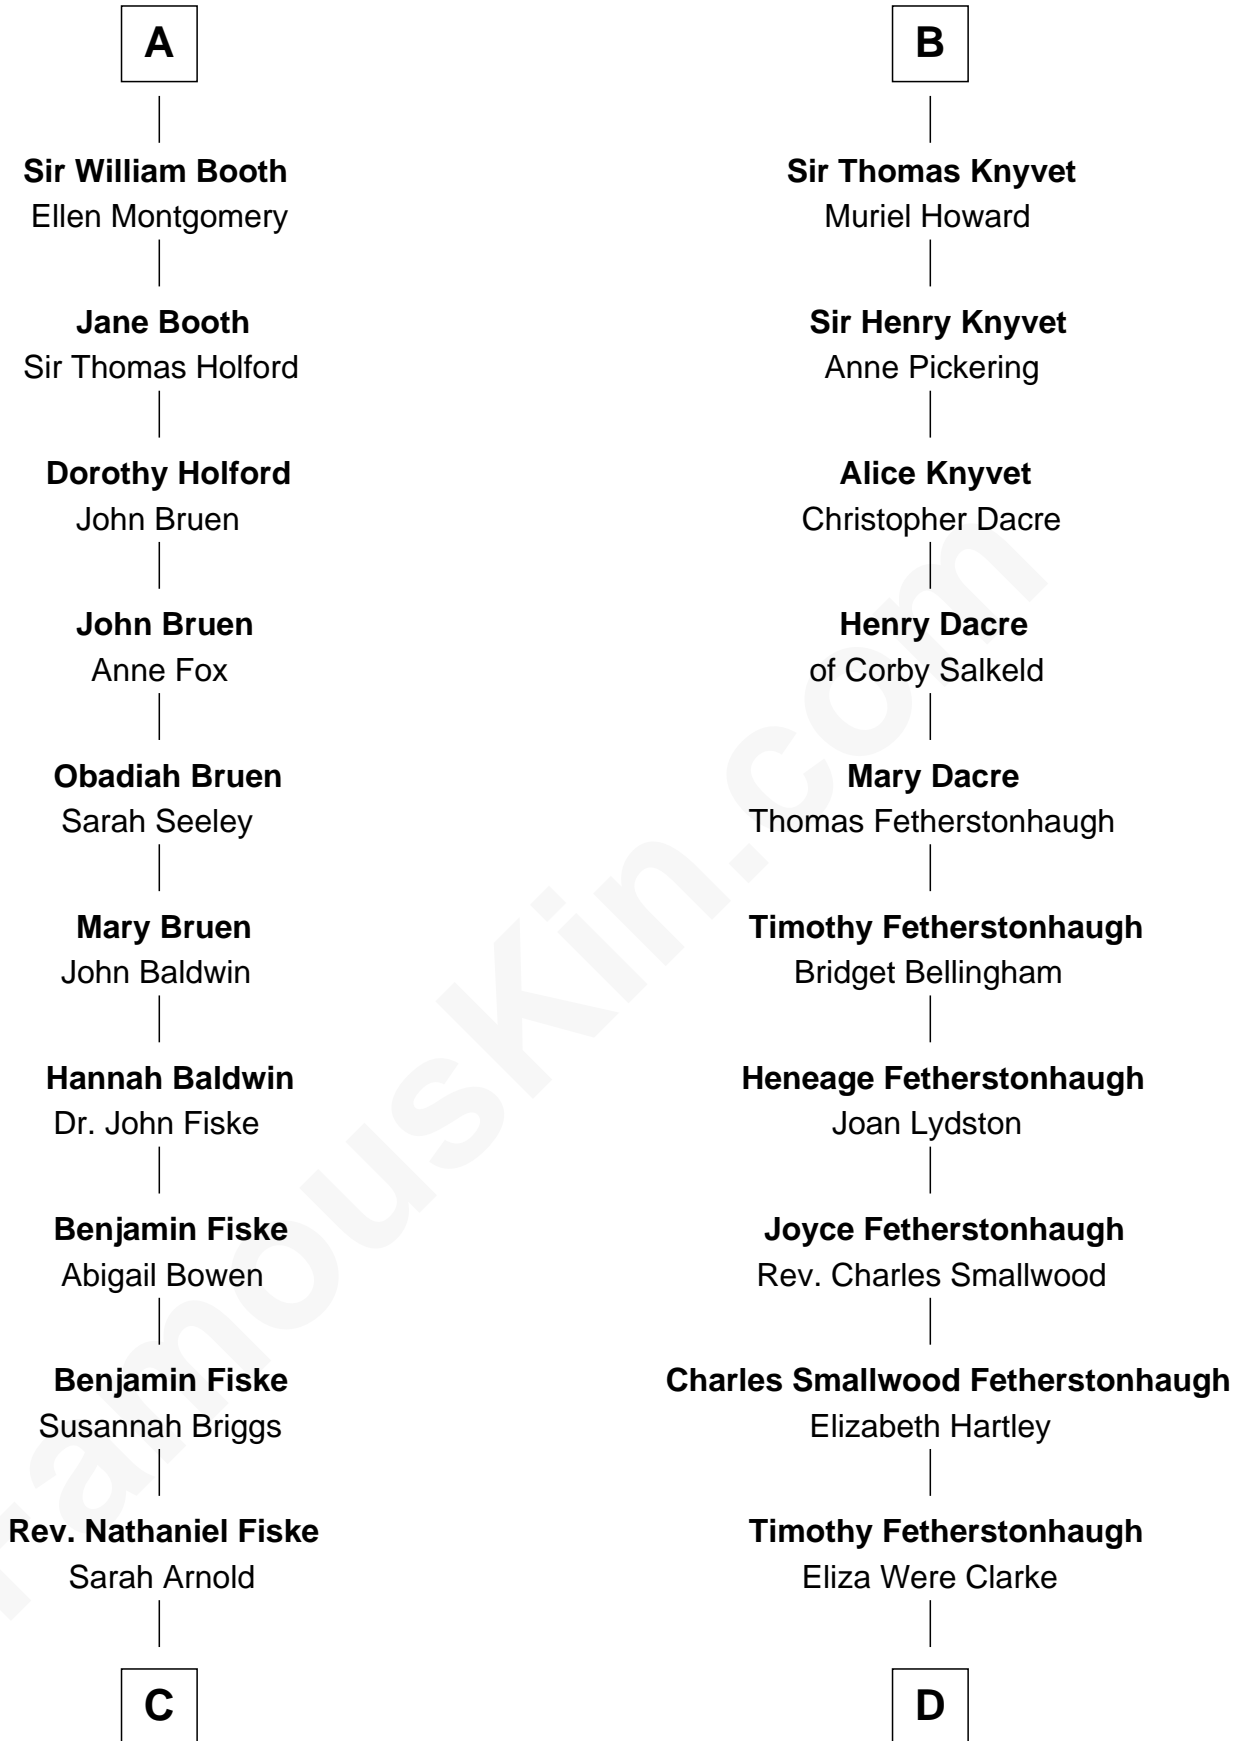 A
Sir William Booth
Ellen Montgomery
Jane Booth
Sir Thomas Holford
Dorothy Holford
John Bruen
John Bruen
Anne Fox
Obadiah Bruen
Sarah Seeley
Mary Bruen
John Baldwin
Hannah Baldwin
Dr. John Fiske
Benjamin Fiske
Abigail Bowen
Benjamin Fiske
Susannah Briggs
Rev. Nathaniel Fiske
Sarah Arnold
C
B
Sir Thomas Knyvet
Muriel Howard
Sir Henry Knyvet
Anne Pickering
Alice Knyvet
Christopher Dacre
Henry Dacre
of Corby Salkeld
Mary Dacre
Thomas Fetherstonhaugh
Timothy Fetherstonhaugh
Bridget Bellingham
Heneage Fetherstonhaugh
Joan Lydston
Joyce Fetherstonhaugh
Rev. Charles Smallwood
Charles Smallwood Fetherstonhaugh
Elizabeth Hartley
Timothy Fetherstonhaugh
Eliza Were Clarke
D
FamousKin.com